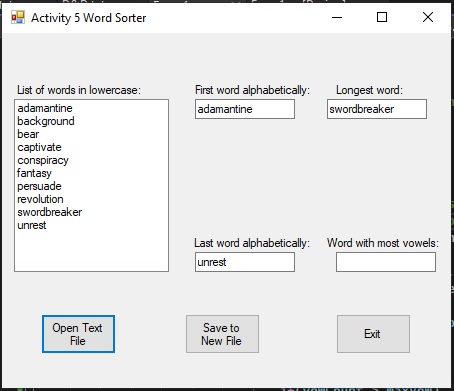 Activity 5 Word Sorter
List of words in lowercase:
adamantine
background
bear
captivate
conspiracy
fantasy
persuade
revolution
swordbreaker
unrest
First word alphabetically:
adamantine
Longest word:
swordbreaker
Last word alphabetically:
unrest
Word with most vowels:
Open Text
File
Save to
New File
Exit